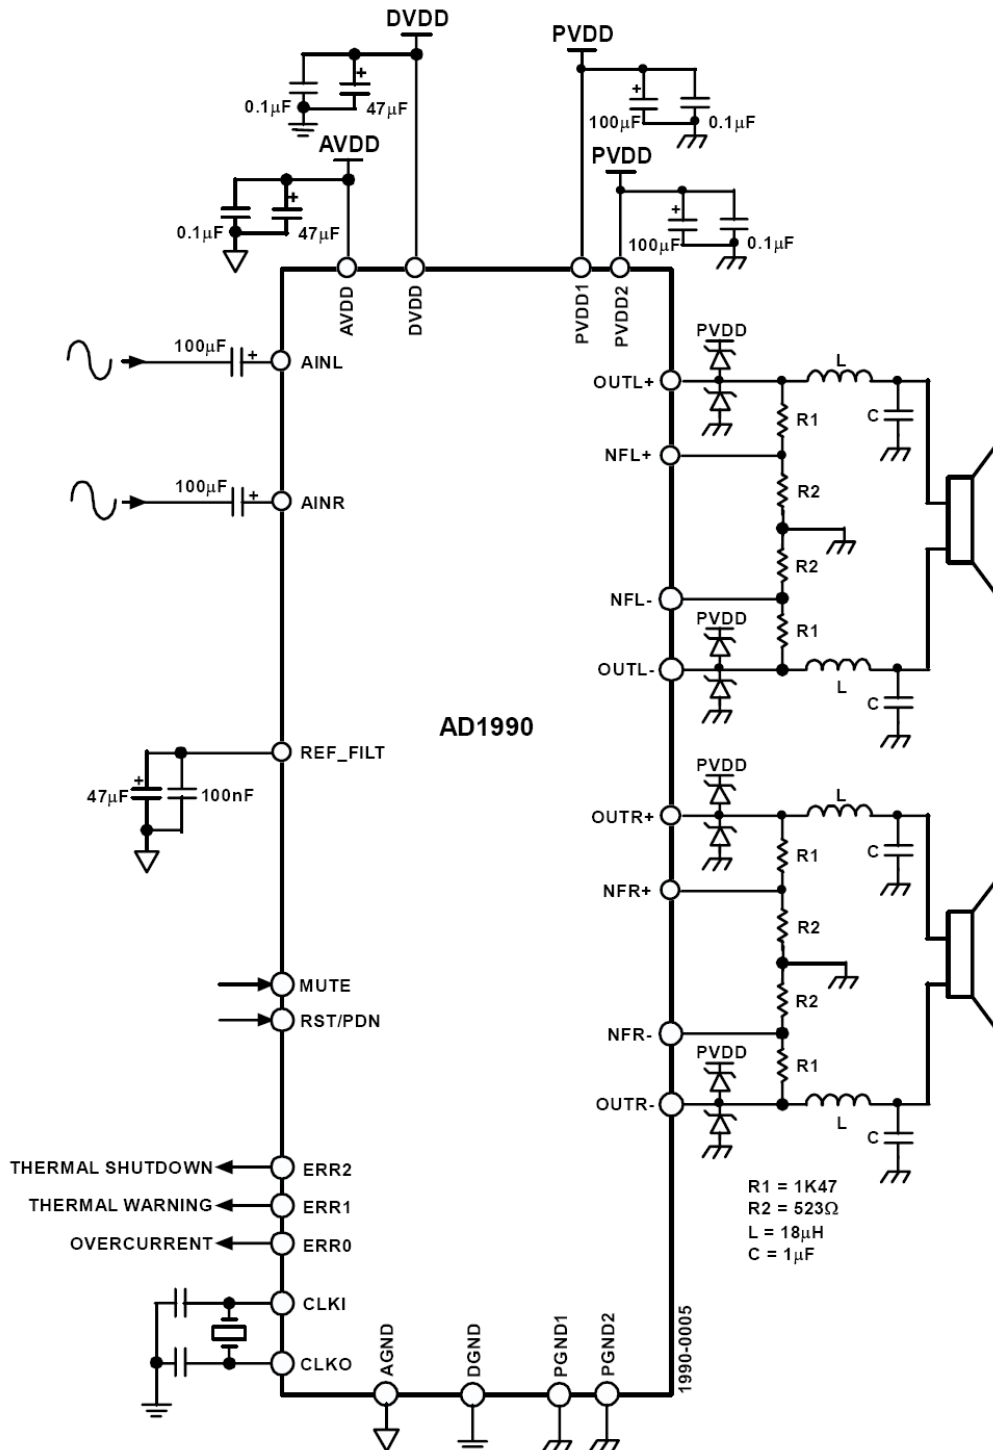 DVDD
PVDD
0.1µF
47µF
100µF
0.1µF
AVDD
PVDD
0.1µF
47µF
100µF
0.1µF
AVDD
DVDD
PVDD1
PVDD2
100µF
AINL
PVDD
OUTL+
L
C
R1
NFL+
100µF
AINR
R2
R2
NFL-
PVDD
R1
OUTL-
L
C
AD1990
REF_FILT
47µF
100nF
PVDD
OUTR+
L
C
R1
NFR+
R2
MUTE
R2
RST/PDN
NFR-
PVDD
R1
OUTR-
L
C
THERMAL SHUTDOWN
ERR2
THERMAL WARNING
ERR1
OVERCURRENT
ERR0
R1 = 1K47
R2 = 523Ω
L = 18µH
C = 1µF
CLKI
CLKO
AGND
DGND
PGND1
PGND2
1990-0005